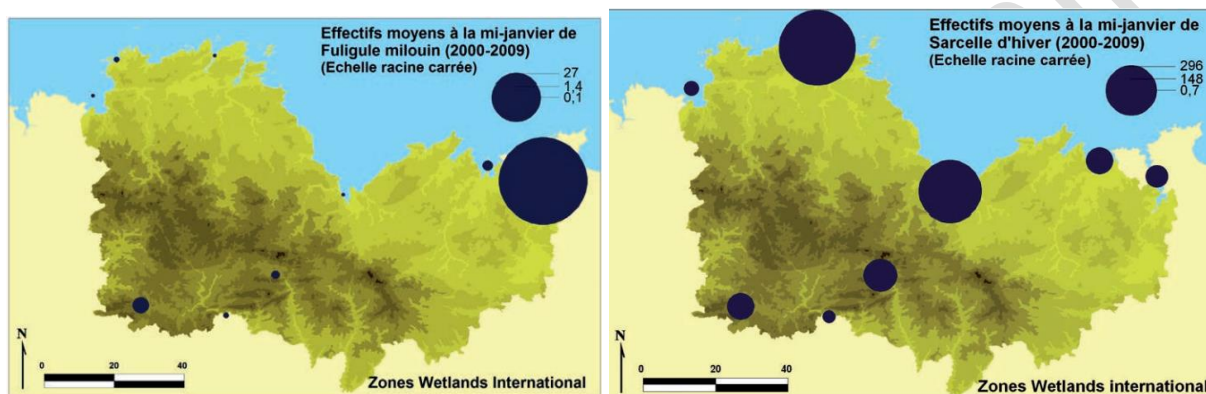 Effectifs moyens à la mi-janvier de
Fuligule milouin (2000-2009)
(Echelle racine carrée)
27
1,4
0,1
N
0
20
40
Zones Wetlands International
Effectifs moyens à la mi-janvier de
Sarcelle d'hiver (2000-2009)
(Echelle racine carrée)
296
148
0,7
N
0
20
40
Zones Wetlands international